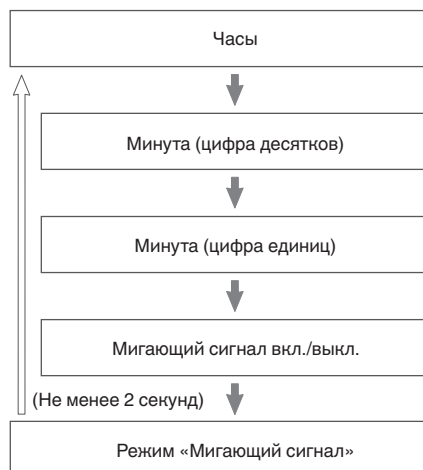 Часы
Минута (цифра десятков)
Минута (цифра единиц)
Мигающий сигнал вкл./выкл.
(Не менее 2 секунд)
Режим «Мигающий сигнал»